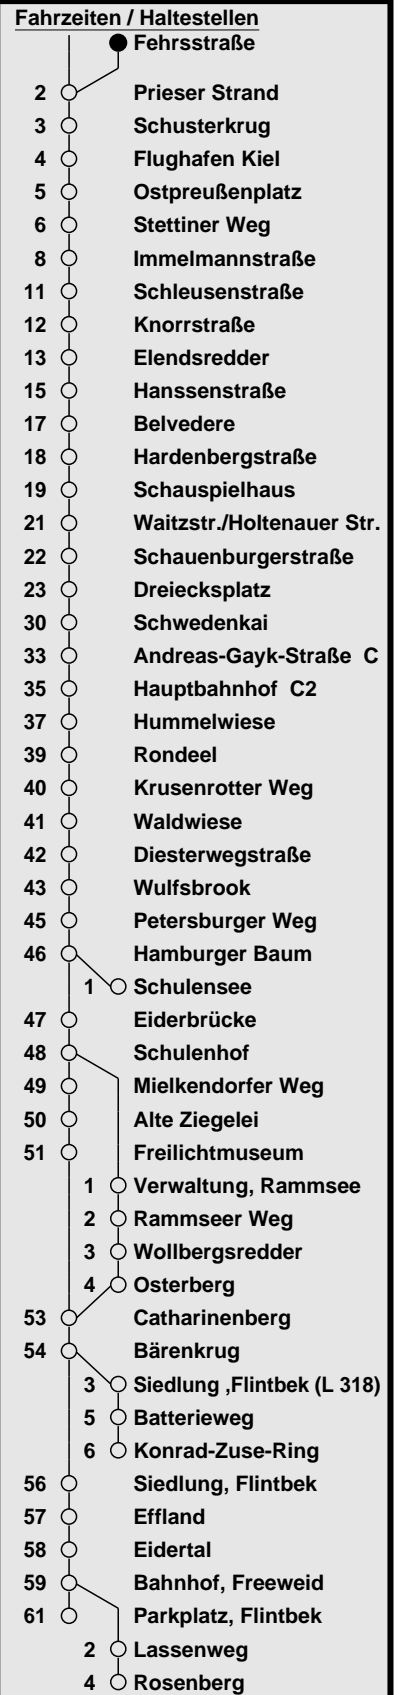 Fahrzeiten / Haltestellen
Fehrsstraße
2 Prieser Strand
3 Schusterkrug
4 Flughafen Kiel
5 Ostpreußenplatz
6 Stettiner Weg
8 Immelmannstraße
11 Schleusenstraße
12 Knorrstraße
13 Elendsredder
15 Hanssenstraße
17 Belvedere
18 Hardenbergstraße
19 Schauspielhaus
21 Waitzstr./Holtenauer Str.
22 Schauenburgerstraße
23 Dreiecksplatz
30 Schwedenkai
33 Andreas-Gayk-Straße C
35 Hauptbahnhof C2
37 Hummelwiese
39 Rondeel
40 Krusenrotter Weg
41 Waldwiese
42 Diesterwegstraße
43 Wulfsbrook
45 Petersburger Weg
46 Hamburger Baum
1 Schulensee
47 Eiderbrücke
48 Schulenhof
49 Mielkendorfer Weg
50 Alte Ziegelei
51 Freilichtmuseum
1 Verwaltung, Rammsee
2 Rammseer Weg
3 Wollbergsredder
4 Osterberg
53 Catharinenberg
54 Bärenkrug
3 Siedlung ,Flintbek (L 318)
5 Batterieweg
6 Konrad-Zuse-Ring
56 Siedlung, Flintbek
57 Effland
58 Eidertal
59 Bahnhof, Freeweid
61 Parkplatz, Flintbek
2 Lassenweg
4 Rosenberg